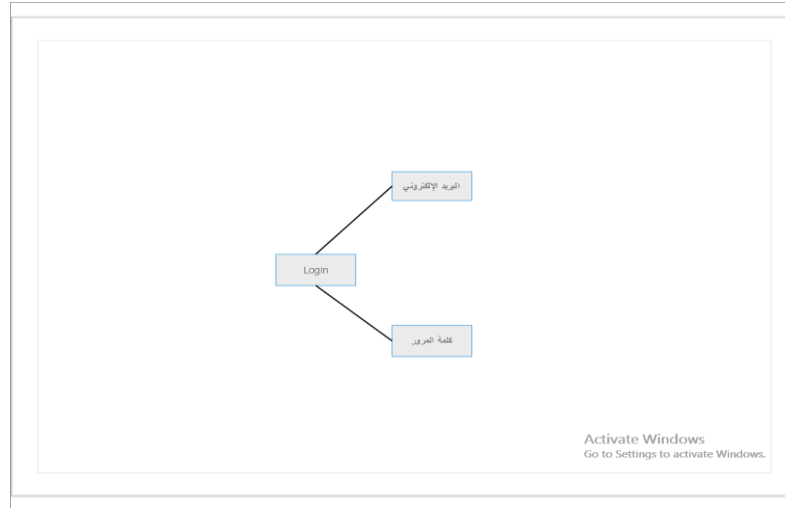 البريد الإلكتروني
Login
كلمة المرور
Activate Windows
Go to Settings to activate Windows.